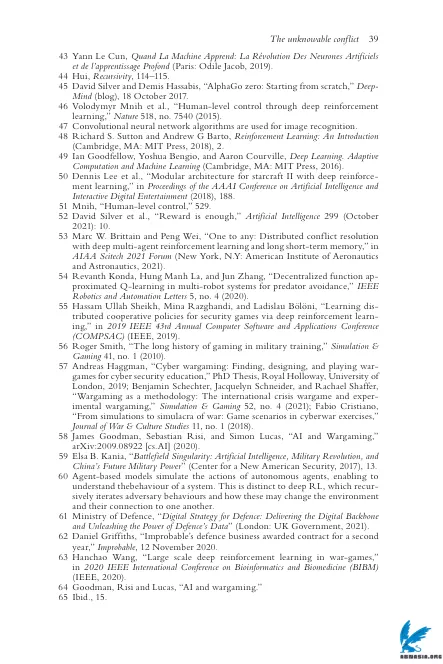 The unknowable conflict 39
43 Yann Le Cun, Quand La Machine Apprend: La Révolution Des Neurones Artificiels
et de l'apprentissage Profond (Paris: Odile Jacob, 2019).
44 Hui, Recursivity, 114–115.
45 David Silver and Demis Hassabis, “AlphaGo zero: Starting from scratch,” Deep-
Mind (blog), 18 October 2017.
46 Volodymyr Mnih et al., “Human-level control through deep reinforcement
learning,” Nature 518, no. 7540 (2015).
47 Convolutional neural network algorithms are used for image recognition.
48 Richard S. Sutton and Andrew G Barto, Reinforcement Learning: An Introduction
(Cambridge, MA: MIT Press, 2018), 2.
49 Ian Goodfellow, Yoshua Bengio, and Aaron Courville, Deep Learning. Adaptive
Computation and Machine Learning (Cambridge, MA: MIT Press, 2016).
50 Dennis Lee et al., “Modular architecture for starcraft II with deep reinforce-
ment learning,” in Proceedings of the AAAI Conference on Artificial Intelligence and
Interactive Digital Entertainment (2018), 188.
51 Mnih, “Human-level control,” 529.
52 David Silver et al., “Reward is enough,” Artificial Intelligence 299 (October
2021): 10.
53 Marc W. Brittain and Peng Wei, “One to any: Distributed conflict resolution
with deep multi-agent reinforcement learning and long short-term memory,” in
AIAA Scitech 2021 Forum (New York, N.Y: American Institute of Aeronautics
and Astronautics, 2021).
54 Revanth Konda, Hung Manh La, and Jun Zhang, “Decentralized function ap-
proximated Q-learning in multi-robot systems for predator avoidance,” IEEE
Robotics and Automation Letters 5, no. 4 (2020).
55 Hassam Ullah Sheikh, Mina Razghandi, and Ladislau Bölöni, “Learning dis-
tributed cooperative policies for security games via deep reinforcement learn-
ing,” in 2019 IEEE 43rd Annual Computer Software and Applications Conference
(COMPSAC) (IEEE, 2019).
56 Roger Smith, “The long history of gaming in military training,” Simulation &
Gaming 41, no. 1 (2010).
57 Andreas Haggman, “Cyber wargaming: Finding, designing, and playing war-
games for cyber security education,” PhD Thesis, Royal Holloway, University of
London, 2019; Benjamin Schechter, Jacquelyn Schneider, and Rachael Shaffer,
“Wargaming as a methodology: The international crisis wargame and exper-
imental wargaming,” Simulation & Gaming 52, no. 4 (2021); Fabio Cristiano,
“From simulations to simulacra of war: Game scenarios in cyberwar exercises,”
Journal of War & Culture Studies 11, no. 1 (2018).
58 James Goodman, Sebastian Risi, and Simon Lucas, “AI and Wargaming,”
arXiv:2009.08922 [cs.AI] (2020).
59 Elsa B. Kania, “Battlefield Singularity: Artificial Intelligence, Military Revolution, and
China's Future Military Power” (Center for a New American Security, 2017), 13.
60 Agent-based models simulate the actions of autonomous agents, enabling to
understand thebehaviour of a system. This is distinct to deep RL, which recur-
sively iterates adversary behaviours and how these may change the environment
and their connection to one another.
61 Ministry of Defence, “Digital Strategy for Defence: Delivering the Digital Backbone
and Unleashing the Power of Defence's Data” (London: UK Government, 2021).
62 Daniel Griffiths, “Improbable's defence business awarded contract for a second
year,” Improbable, 12 November 2020.
63 Hanchao Wang, “Large scale deep reinforcement learning in war-games,”
in 2020 IEEE International Conference on Bioinformatics and Biomedicine (BIBM)
(IEEE, 2020).
64 Goodman, Risi and Lucas, “AI and wargaming.”
65 Ibid., 15.